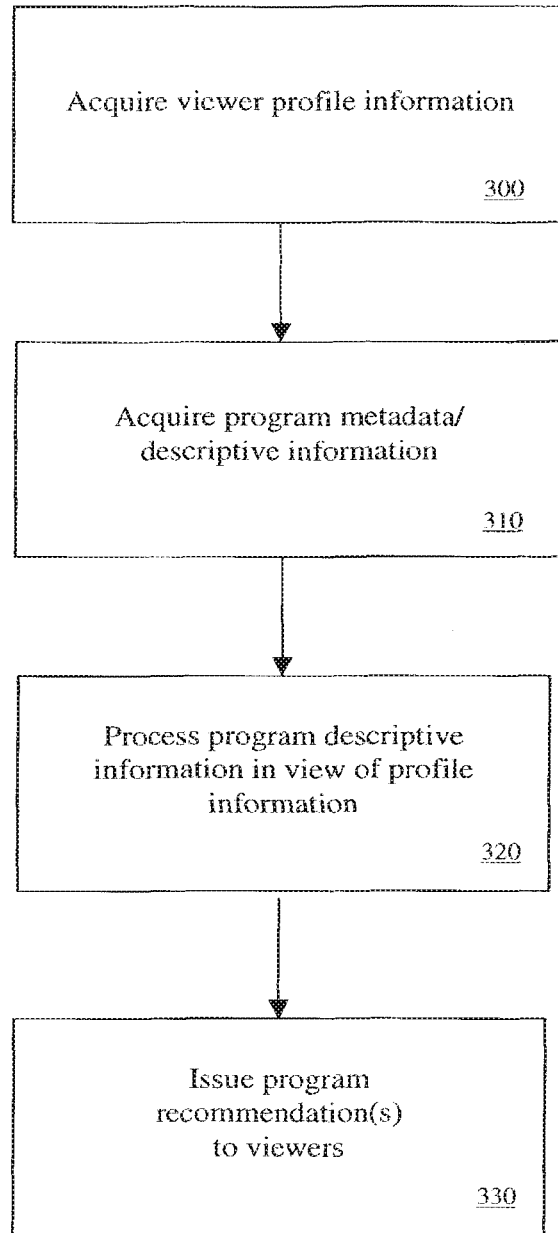 Acquire viewer profile information
300
Acquire program metadata/
descriptive information
310
Process program descriptive
information in view of profile
information
320
Issue program
recommendation(s)
to viewers
330